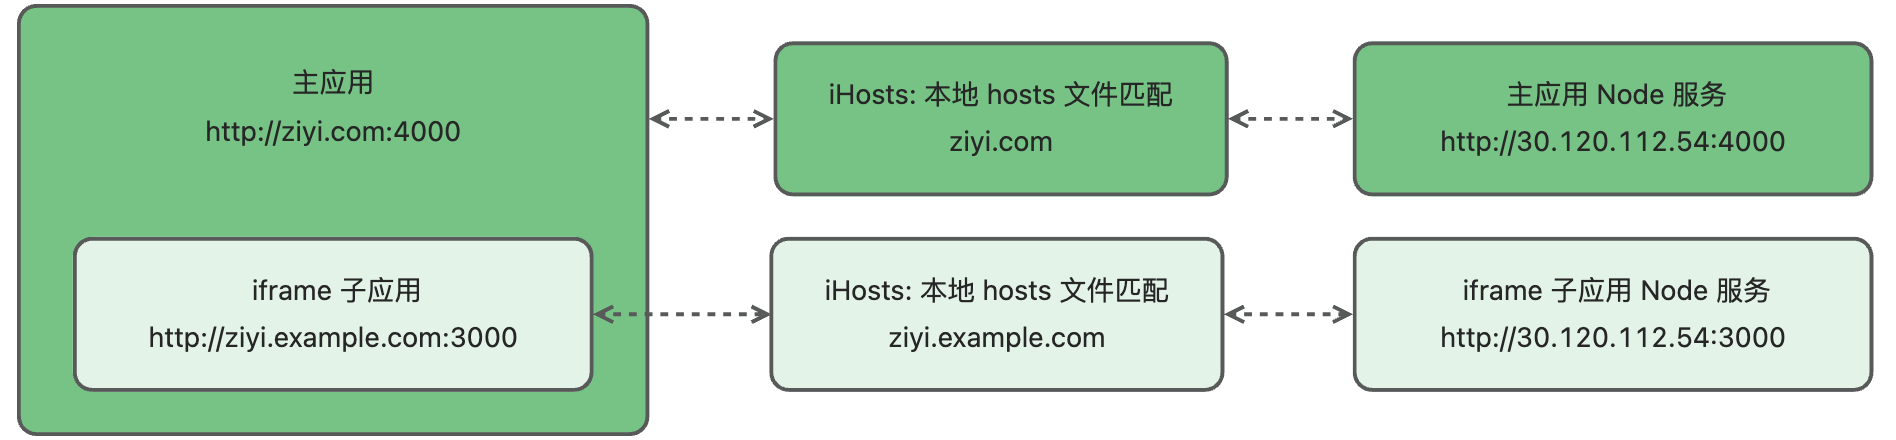 主应用
http://ziyi.com:4000
iHosts: 本地 hosts 文件匹配
ziyi.com
主应用 Node 服务
http://30.120.112.54:4000
iframe 子应用
http://ziyi.example.com:3000
iHosts: 本地 hosts 文件匹配
ziyi.example.com
iframe 子应用 Node 服务
http://30.120.112.54:3000